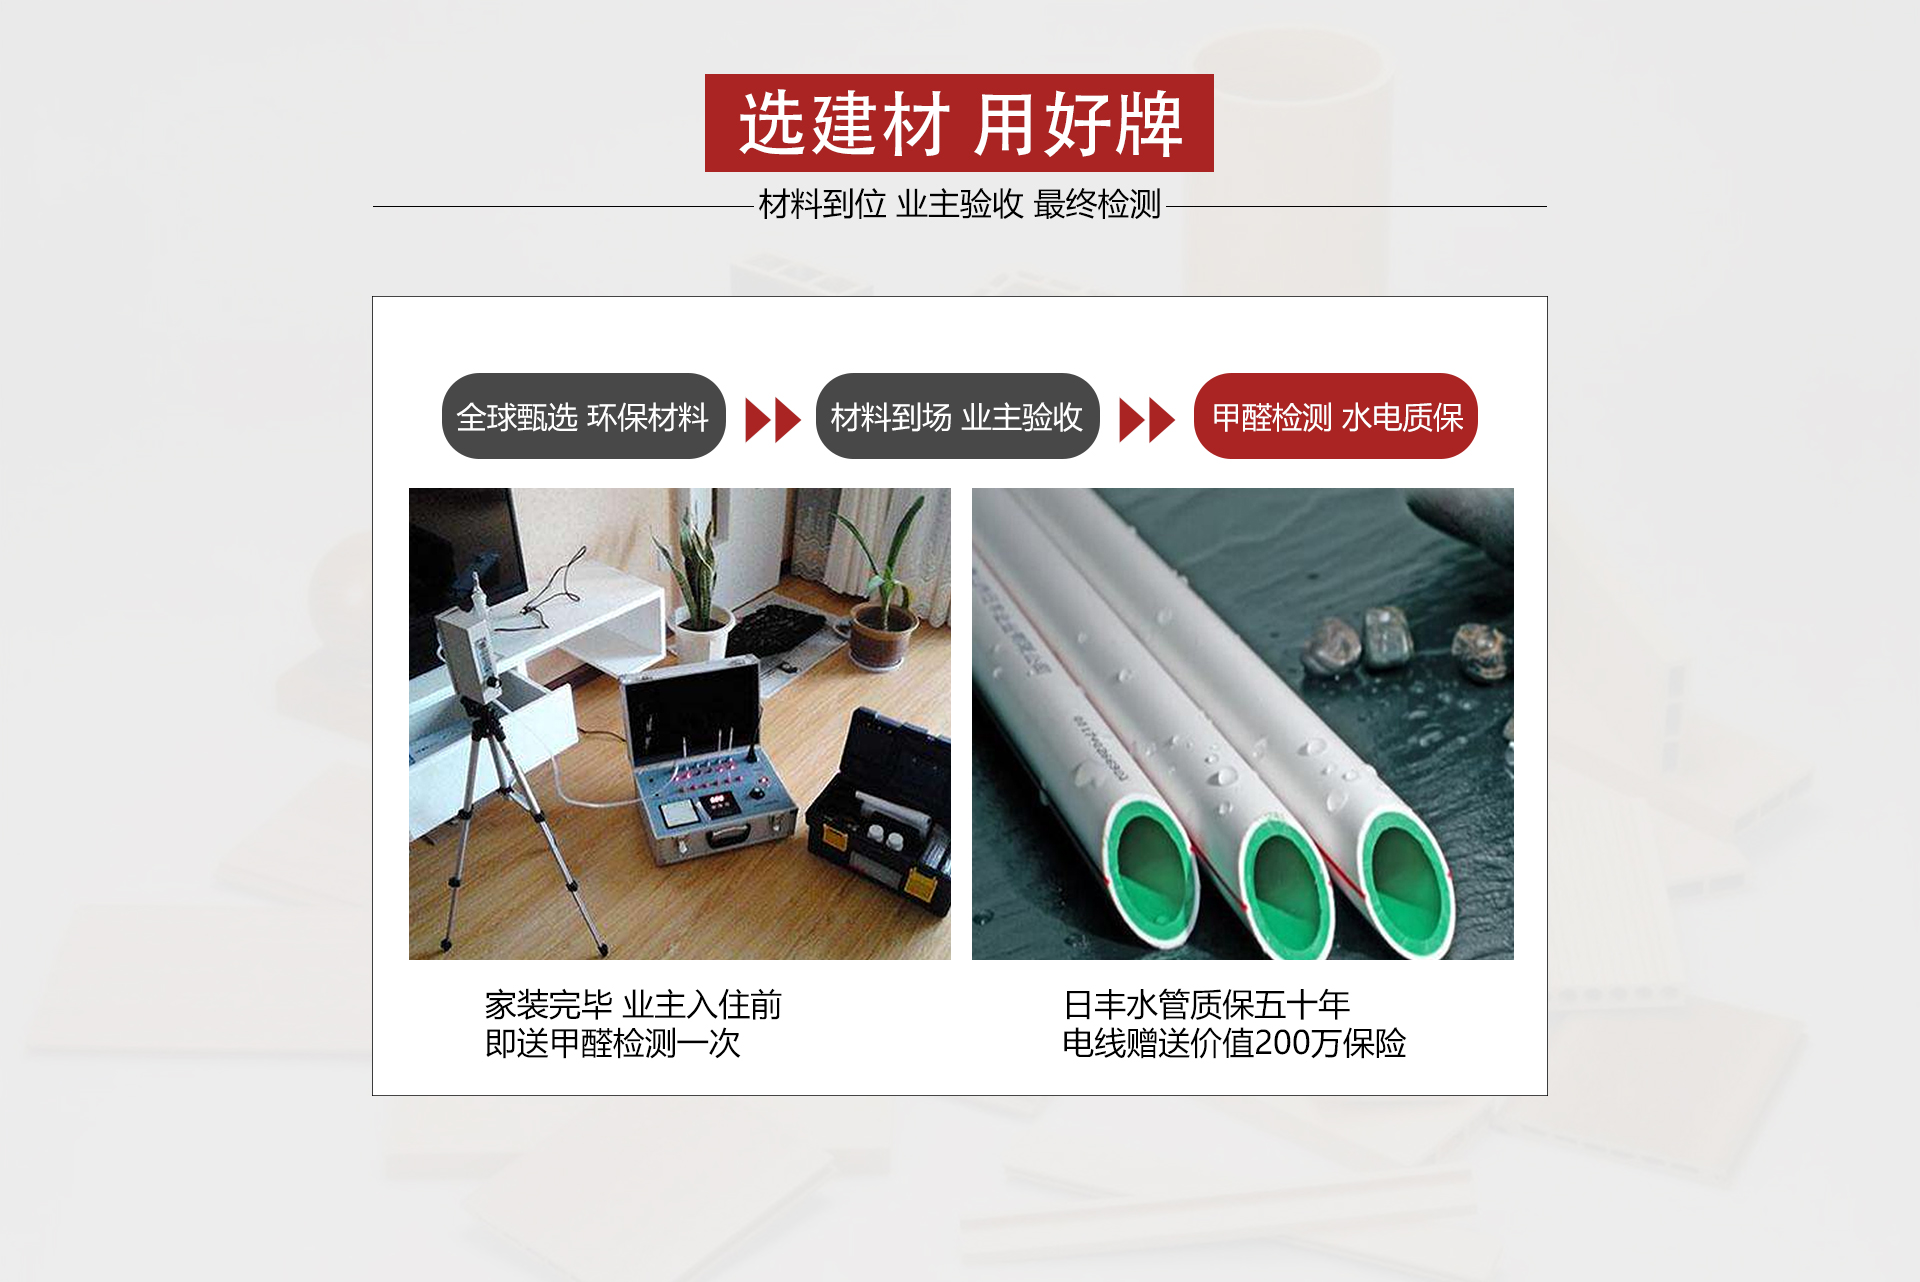 选建材 用好牌
材料到位 业主验收 最终检测
全球甄选 环保材料
材料到场 业主验收
甲醛检测 水电质保
家装完毕 业主入住前
即送甲醛检测一次
日丰水管质保五十年
电线赠送价值200万保险